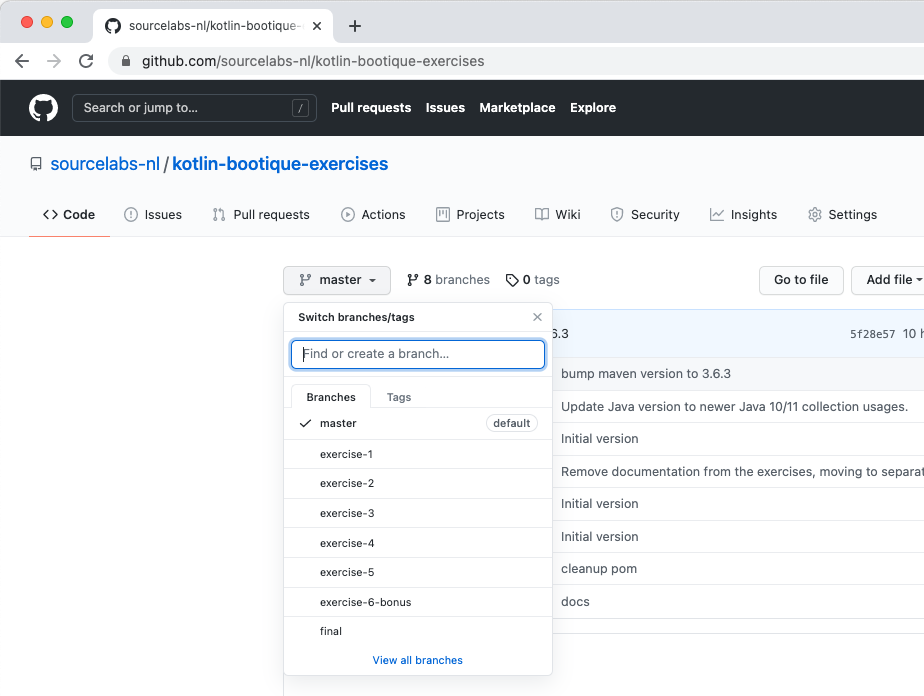 sourcelabs-nl/kotlin-bootique-
github.com/sourcelabs-nl/kotlin-bootique-exercises
Search or jump to... / Pull requests Issues Marketplace Explore
sourcelabs-nl / kotlin-bootique-exercises
Code Issues Pull requests Actions Projects Wiki Security Insights Settings
master 8 branches 0 tags Go to file Add file
Switch branches/tags
6.3 5f28e57 10
Find or create a branch...
bump maven version to 3.6.3
Branches Tags
Update Java version to newer Java 10/11 collection usages.
master default
Initial version
exercise-1
Remove documentation from the exercises, moving to separat
exercise-2
Initial version
exercise-3
Initial version
exercise-4
cleanup pom
exercise-5
docs
exercise-6-bonus
final
View all branches